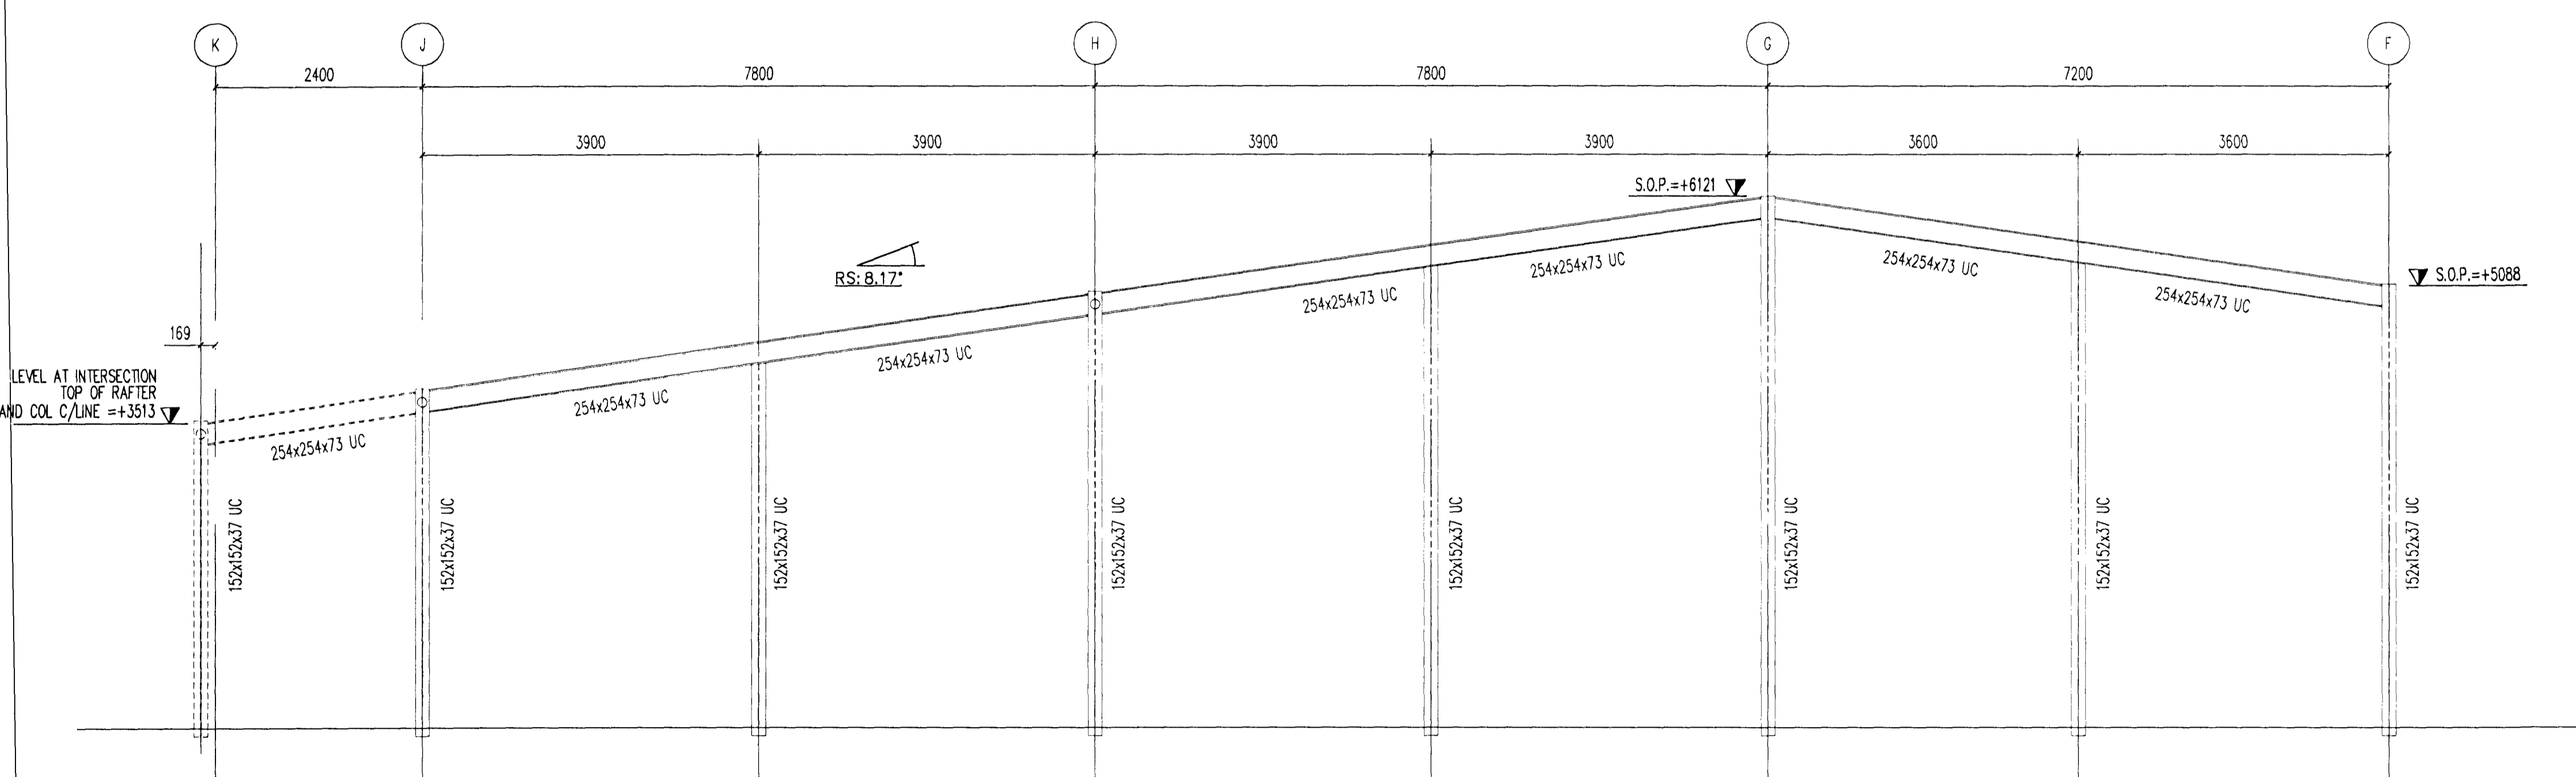 K
J
H
G
F
2400
7800
7800
7200
3900
3900
3900
3900
3600
3600
S.O.P.=+6121
RS: 8.17°
S.O.P.=+5088
169
LEVEL AT INTERSECTION
TOP OF RAFTER
AND COL C/LINE =+3513
254x254x73 UC
254x254x73 UC
254x254x73 UC
254x254x73 UC
254x254x73 UC
254x254x73 UC
254x254x73 UC
152x152x37 UC
152x152x37 UC
152x152x37 UC
152x152x37 UC
152x152x37 UC
152x152x37 UC
152x152x37 UC
152x152x37 UC